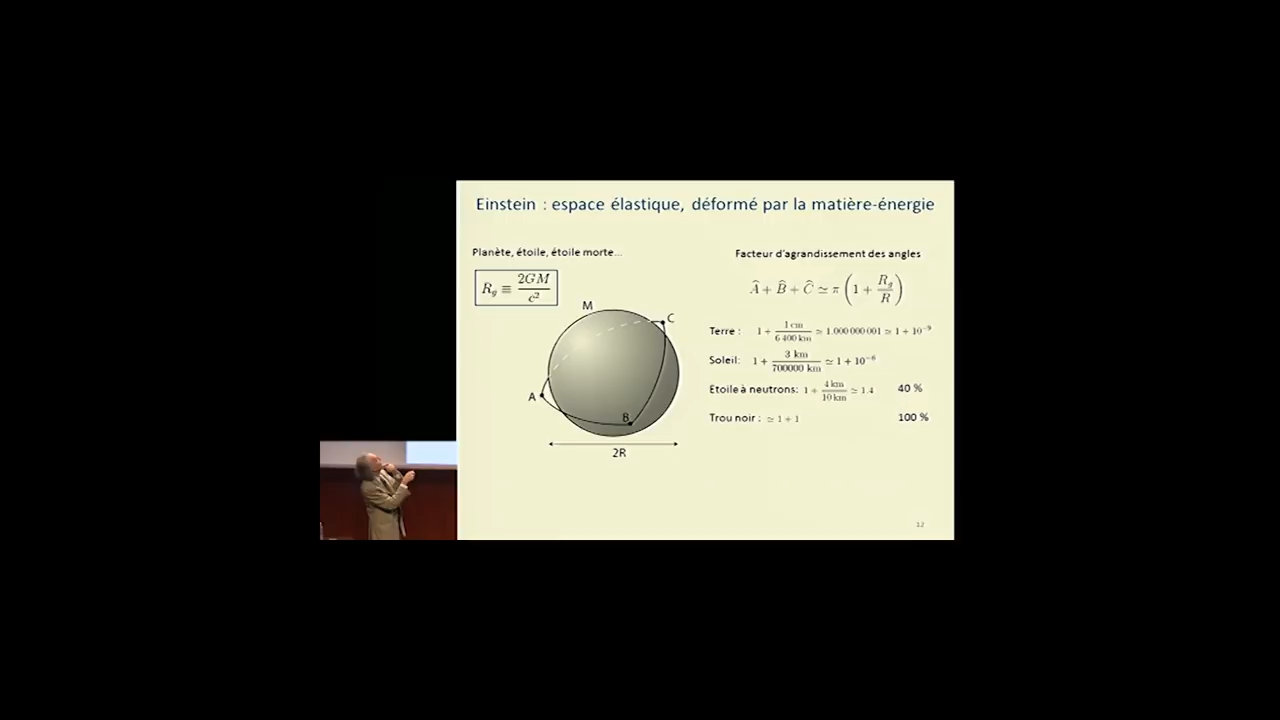 Einstein : espace élastique, déformé par la matière-énergie
Planète, étoile, étoile morte...
R_g ≡ 2GM / c²
M
C
A
B
2R
Facteur d'agrandissement des angles
Â + B̂ + Ĉ ≃ π (1 + R_g / R)
Terre : 1 + 1 cm / 6 400 km ≃ 1.000 000 001 ≃ 1 + 10⁻⁹
Soleil: 1 + 3 km / 700000 km ≃ 1 + 10⁻⁶
Etoile à neutrons: 1 + 4 km / 10 km ≃ 1.4 40 %
Trou noir : ≃ 1 + 1 100 %
12